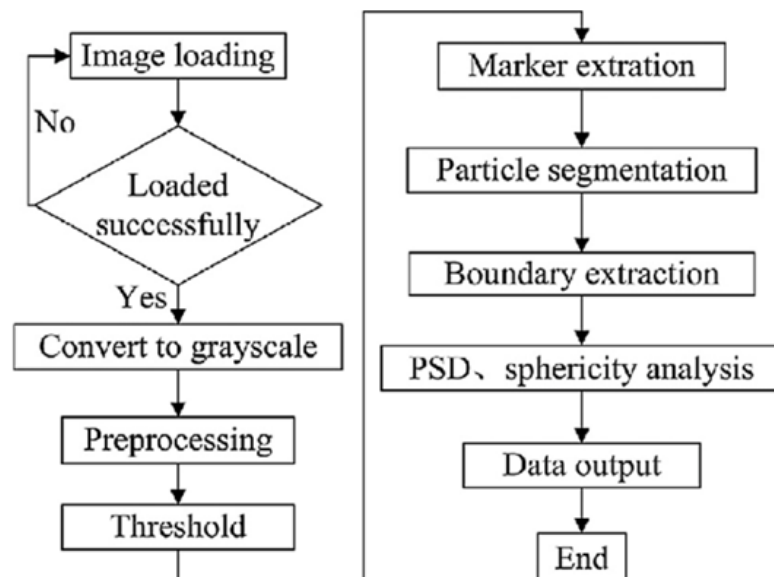 Image loading
No
Loaded
successfully
Yes
Convert to grayscale
Preprocessing
Threshold
Marker extration
Particle segmentation
Boundary extraction
PSD、sphericity analysis
Data output
End